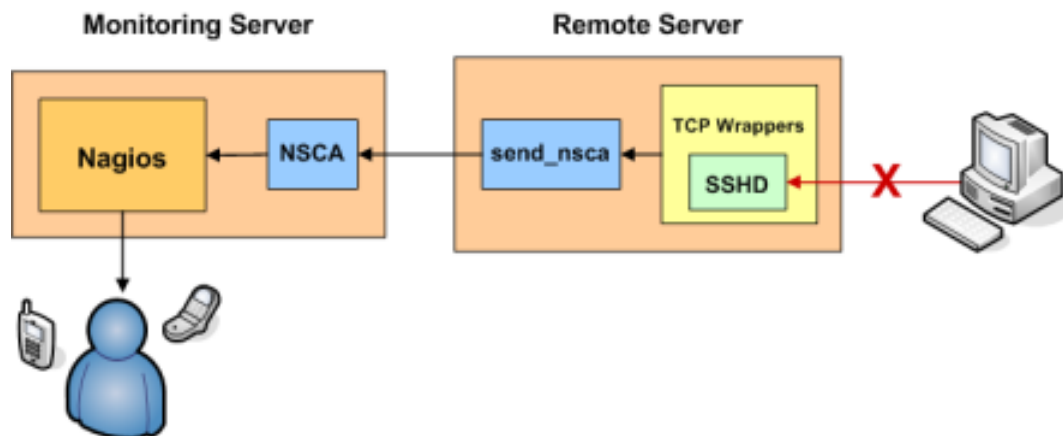 Monitoring Server
Remote Server
Nagios
NSCA
send_nsca
TCP Wrappers
SSHD
X